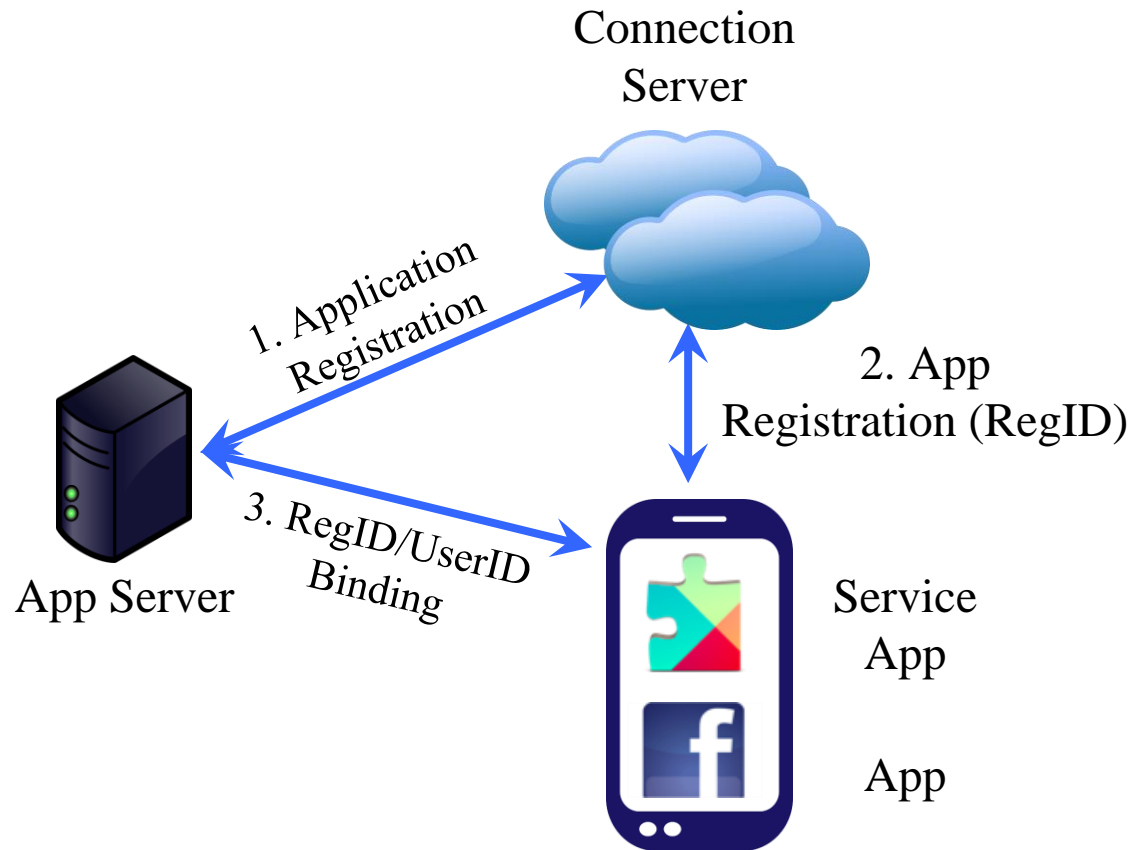 Connection
Server
1. Application
Registration
2. App
Registration (RegID)
3. RegID/UserID
Binding
App Server
Service
App
f
App